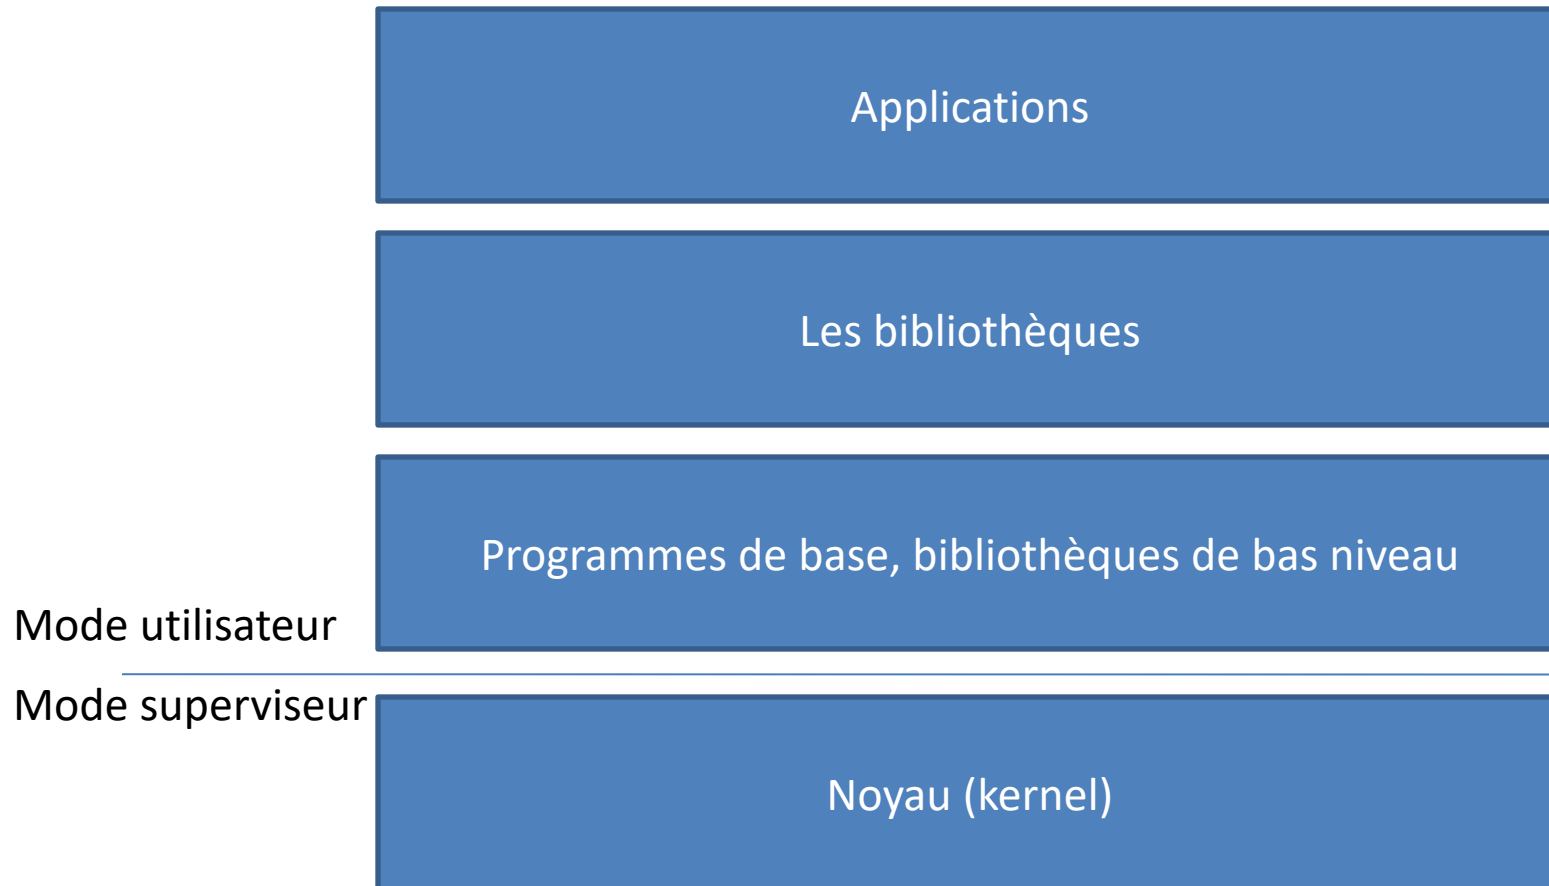 Applications
Les bibliothèques
Programmes de base, bibliothèques de bas niveau
Mode utilisateur
Mode superviseur
Noyau (kernel)